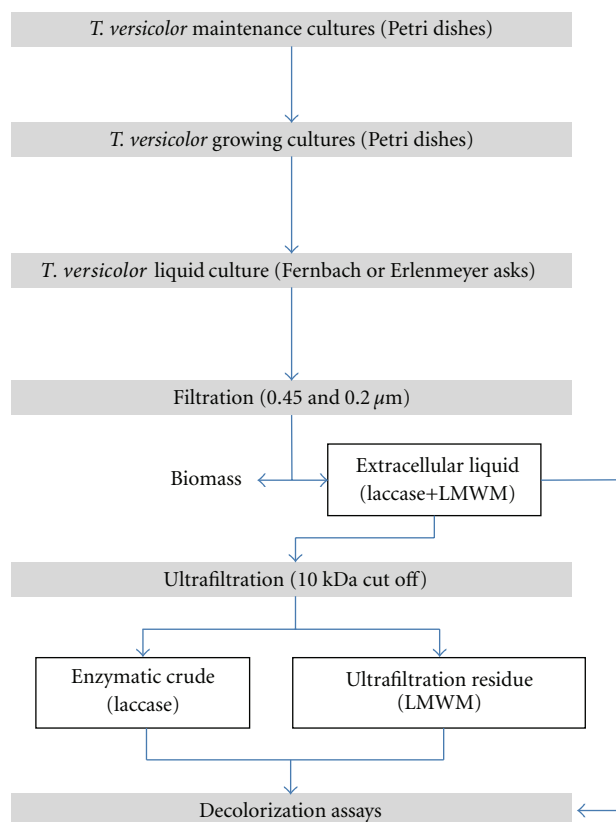 T. versicolor maintenance cultures (Petri dishes)
T. versicolor growing cultures (Petri dishes)
T. versicolor liquid culture (Fernbach or Erlenmeyer asks)
Filtration (0.45 and 0.2 μm)
Biomass
Extracellular liquid
(laccase+LMWM)
Ultrafiltration (10 kDa cut off)
Enzymatic crude
(laccase)
Ultrafiltration residue
(LMWM)
Decolorization assays